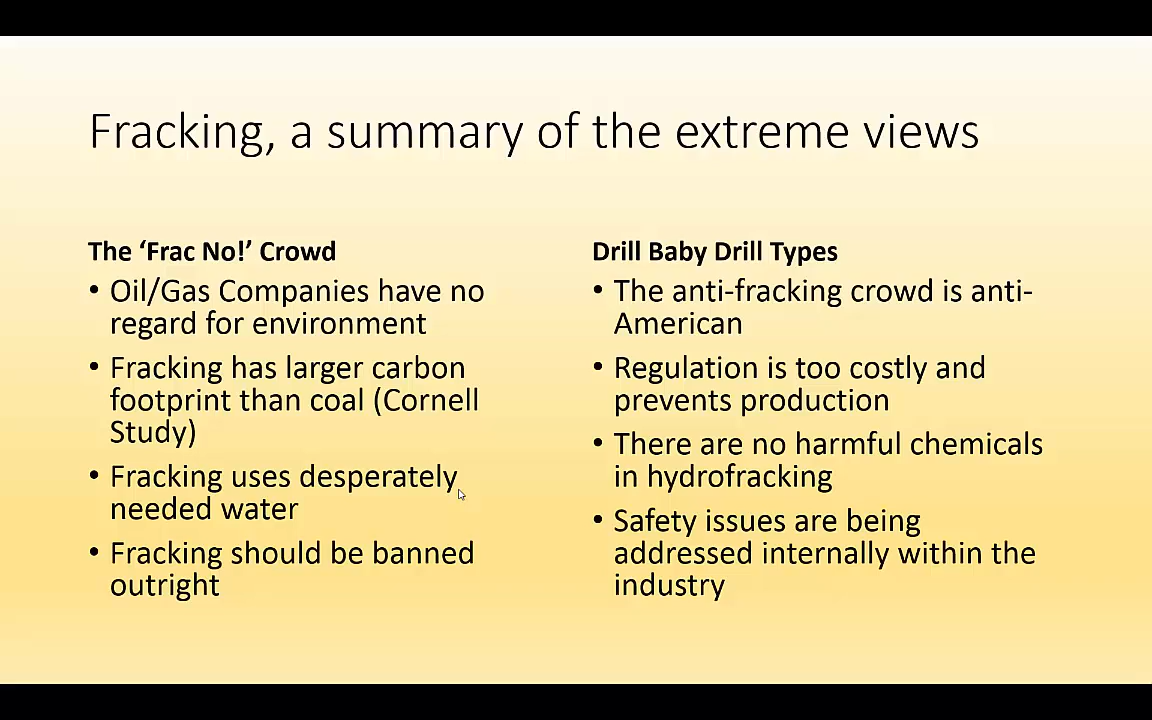 Fracking, a summary of the extreme views
The ‘Frac No!’ Crowd
• Oil/Gas Companies have no
regard for environment
• Fracking has larger carbon
footprint than coal (Cornell
Study)
• Fracking uses desperately
needed water
• Fracking should be banned
outright
Drill Baby Drill Types
• The anti-fracking crowd is anti-
American
• Regulation is too costly and
prevents production
• There are no harmful chemicals
in hydrofracking
• Safety issues are being
addressed internally within the
industry